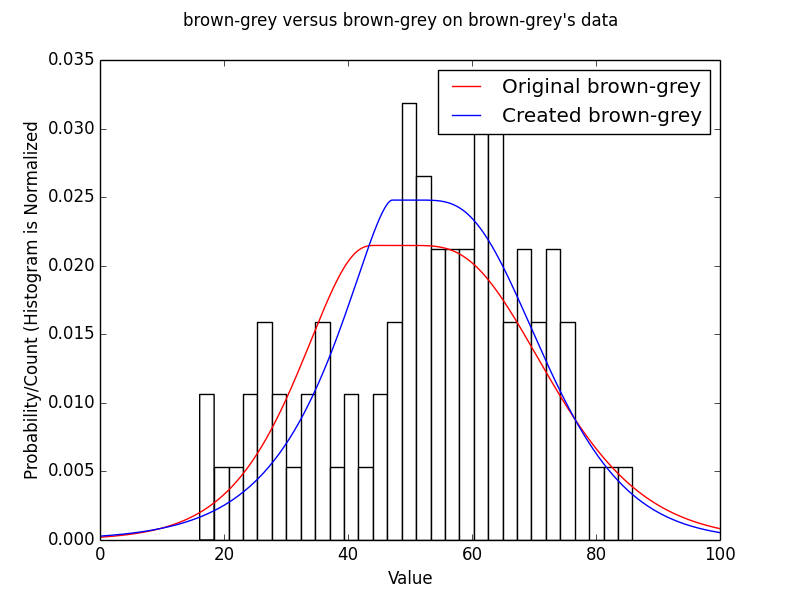 brown-grey versus brown-grey on brown-grey's data
Original brown-grey
Created brown-grey
Probability/Count (Histogram is Normalized
0.035
0.030
0.025
0.020
0.015
0.010
0.005
0.000
0 20 40 60 80 100
Value